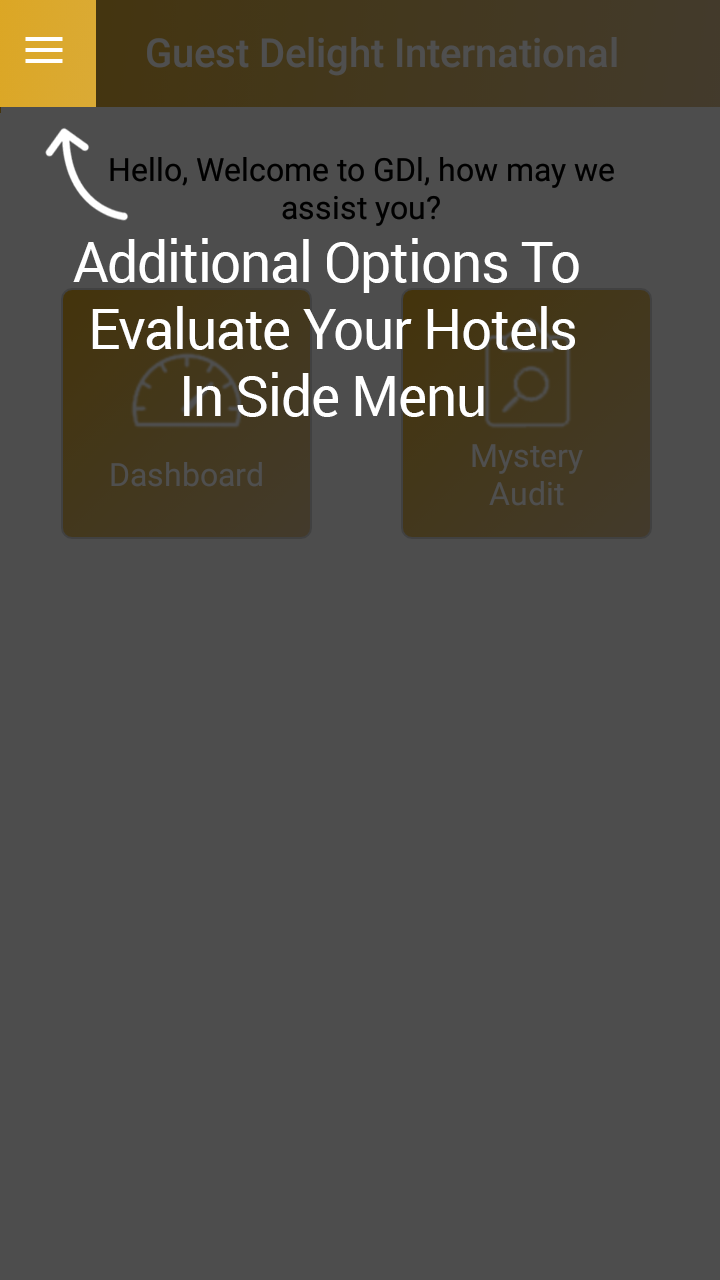 Guest Delight International
Hello, Welcome to GDI, how may we
assist you?
Additional Options To
Evaluate Your Hotels
In Side Menu
Dashboard
Mystery
Audit